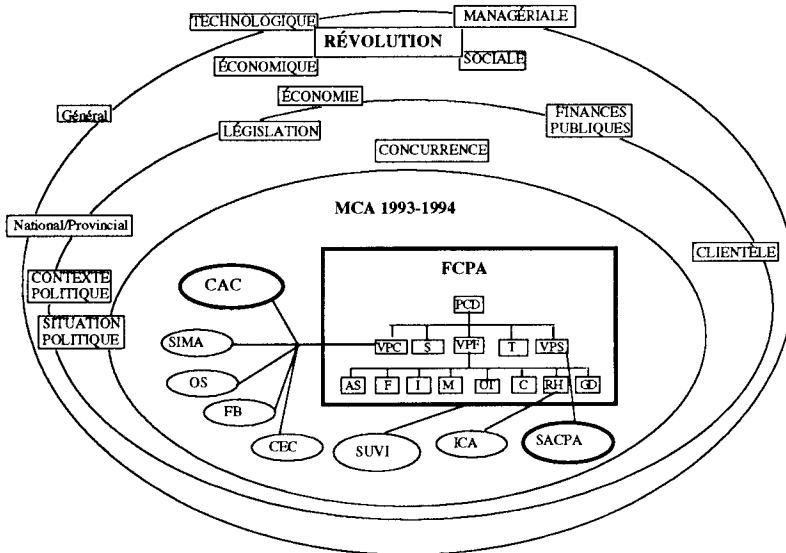 TECHNOLOGIQUE
MANAGÉRIALE
RÉVOLUTION
ÉCONOMIQUE
SOCIALE
ÉCONOMIE
Général
FINANCES
PUBLIQUES
LÉGISLATION
CONCURRENCE
MCA 1993-1994
National/Provincial
CLIENTÈLE
FCPA
CONTEXTE
POLITIQUE
CAC
PCD
SITUATION
POLITIQUE
SIMA
VPC
S
VPF
T
VPS
OS
AS
F
I
M
UI
C
RH
GD
FB
CEC
SUVI
ICA
SACPA